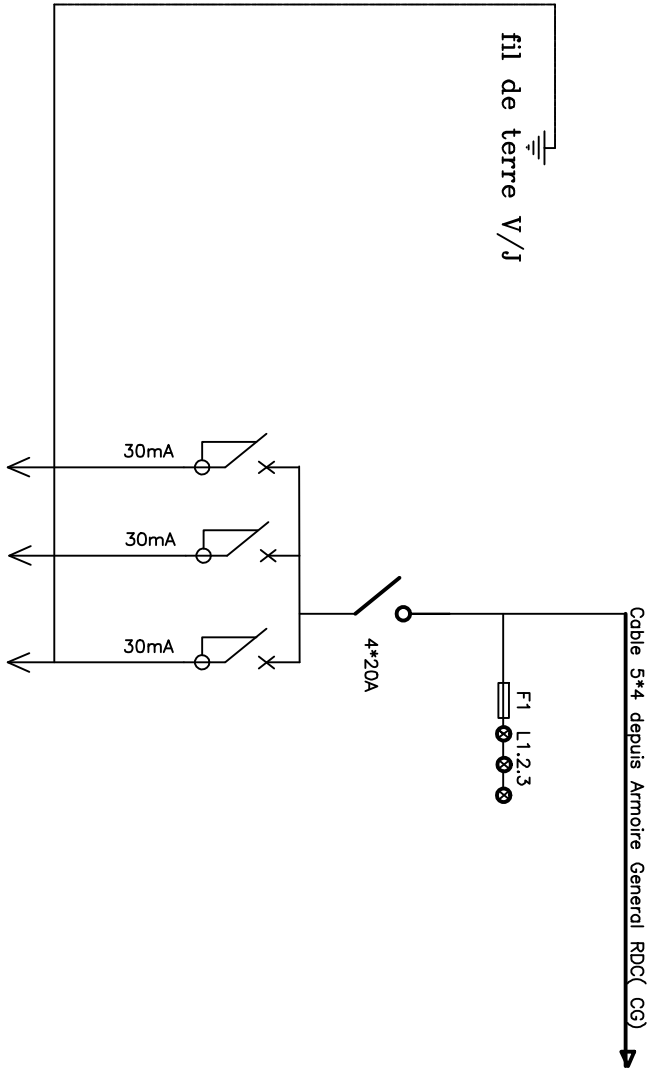 fil de terre V/J
30mA
30mA
30mA
4*20A
F1
L1.2.3
Cable 5*4 depuis Armoire General RDC( CG)